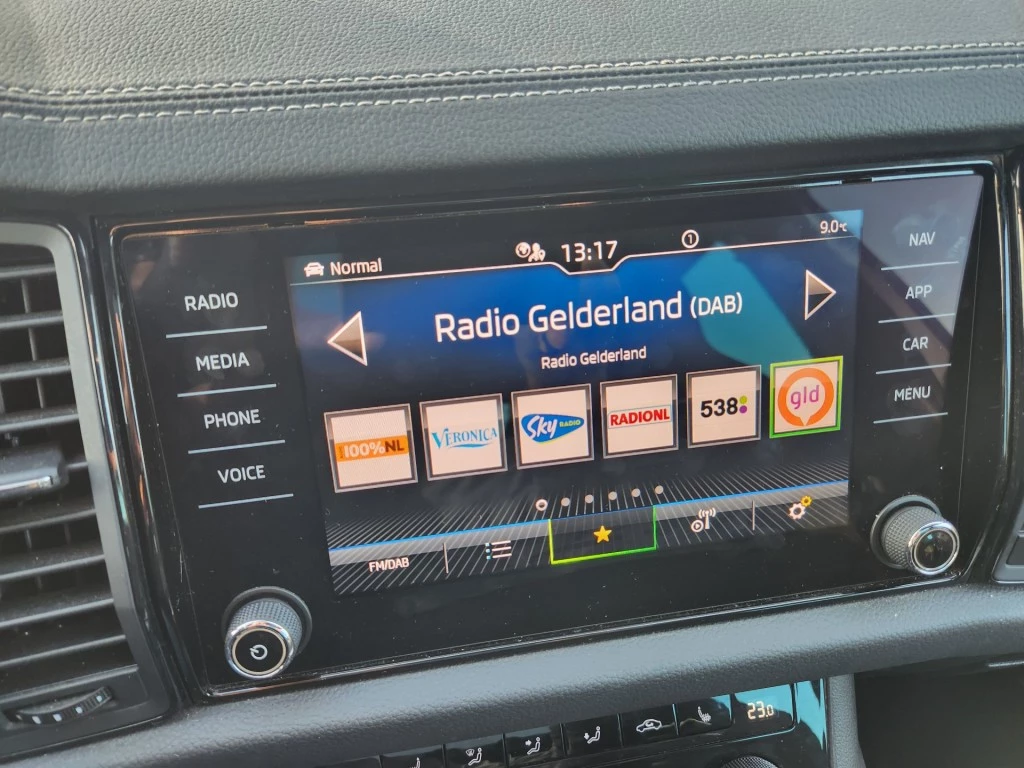 Normal
13:17
1
9.0°C
RADIO
MEDIA
PHONE
VOICE
NAV
APP
CAR
MENU
Radio Gelderland (DAB)
Radio Gelderland
100%NL
VERONICA
Sky RADIO
RADIONL
538
gld
FM/DAB
23.0